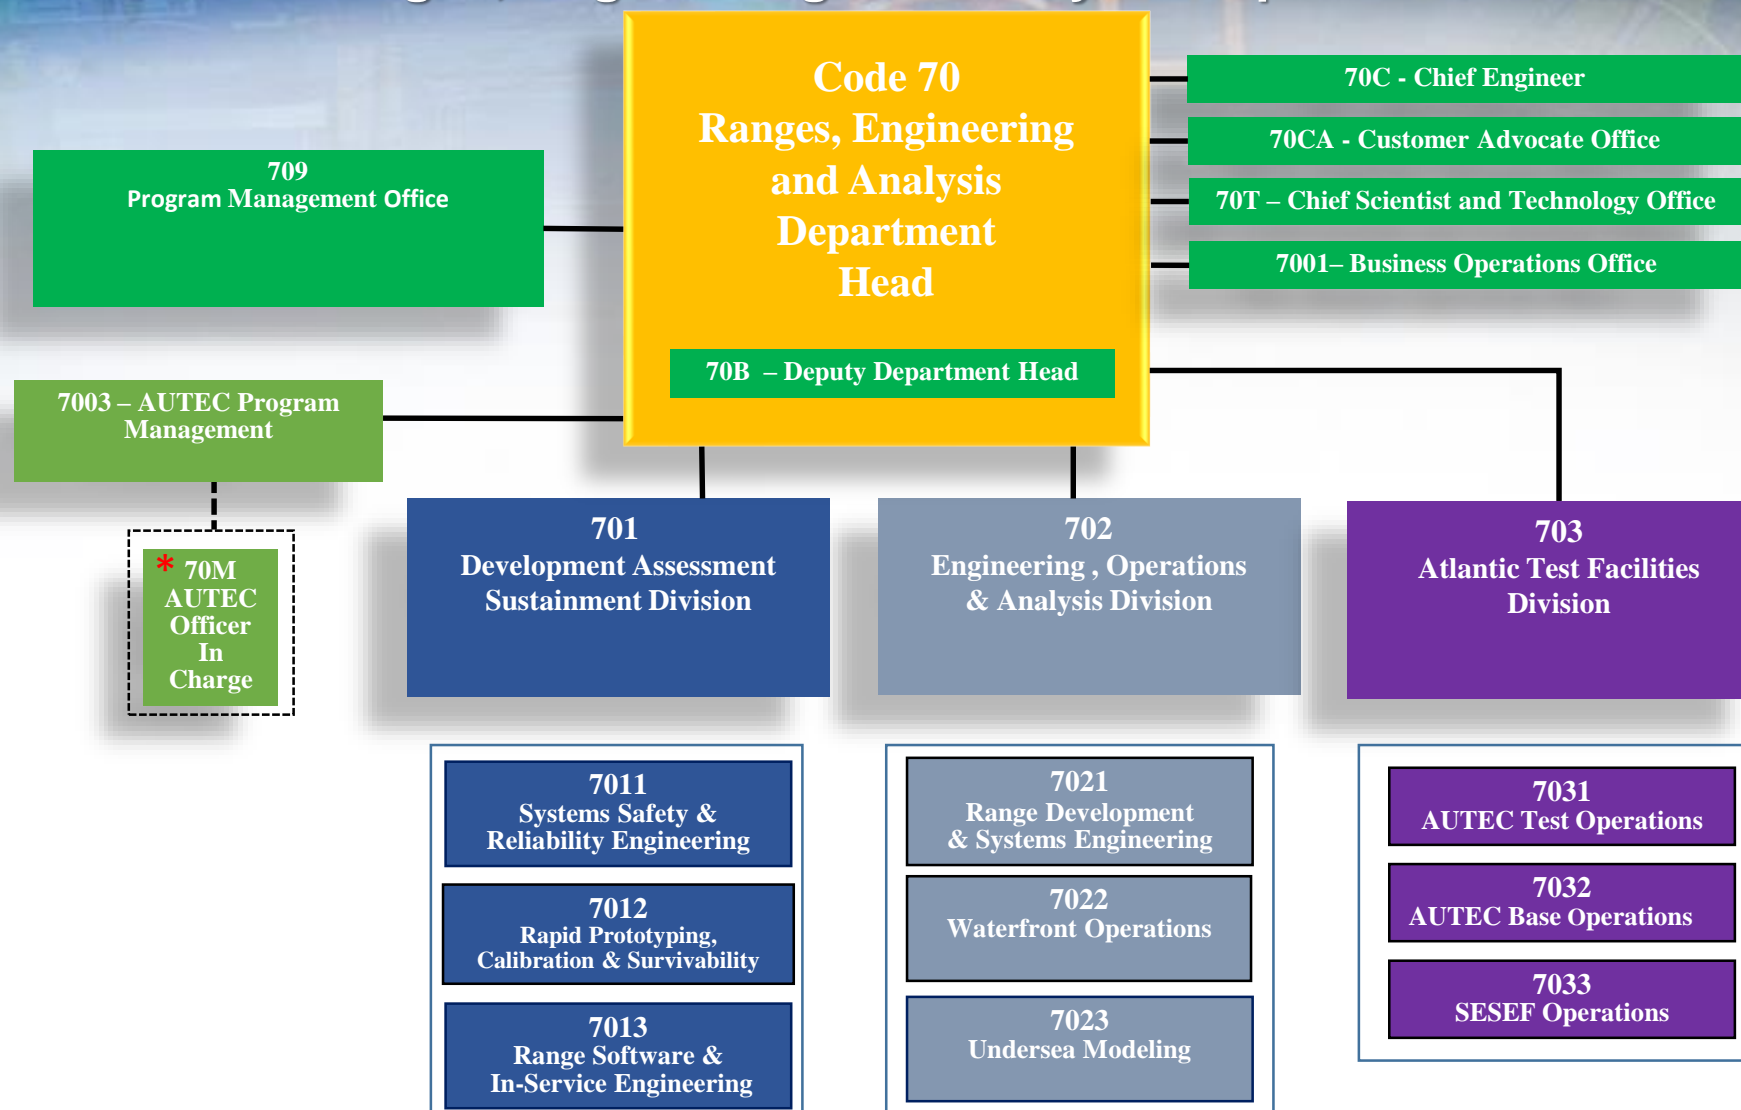 Code 70
Ranges, Engineering
and Analysis
Department
Head
70B – Deputy Department Head
70C - Chief Engineer
70CA - Customer Advocate Office
70T – Chief Scientist and Technology Office
7001– Business Operations Office
709
Program Management Office
7003 – AUTEC Program
Management
* 70M
AUTEC
Officer
In
Charge
701
Development Assessment
Sustainment Division
702
Engineering , Operations
& Analysis Division
703
Atlantic Test Facilities
Division
7011
Systems Safety &
Reliability Engineering
7012
Rapid Prototyping,
Calibration & Survivability
7013
Range Software &
In-Service Engineering
7021
Range Development
& Systems Engineering
7022
Waterfront Operations
7023
Undersea Modeling
7031
AUTEC Test Operations
7032
AUTEC Base Operations
7033
SESEF Operations